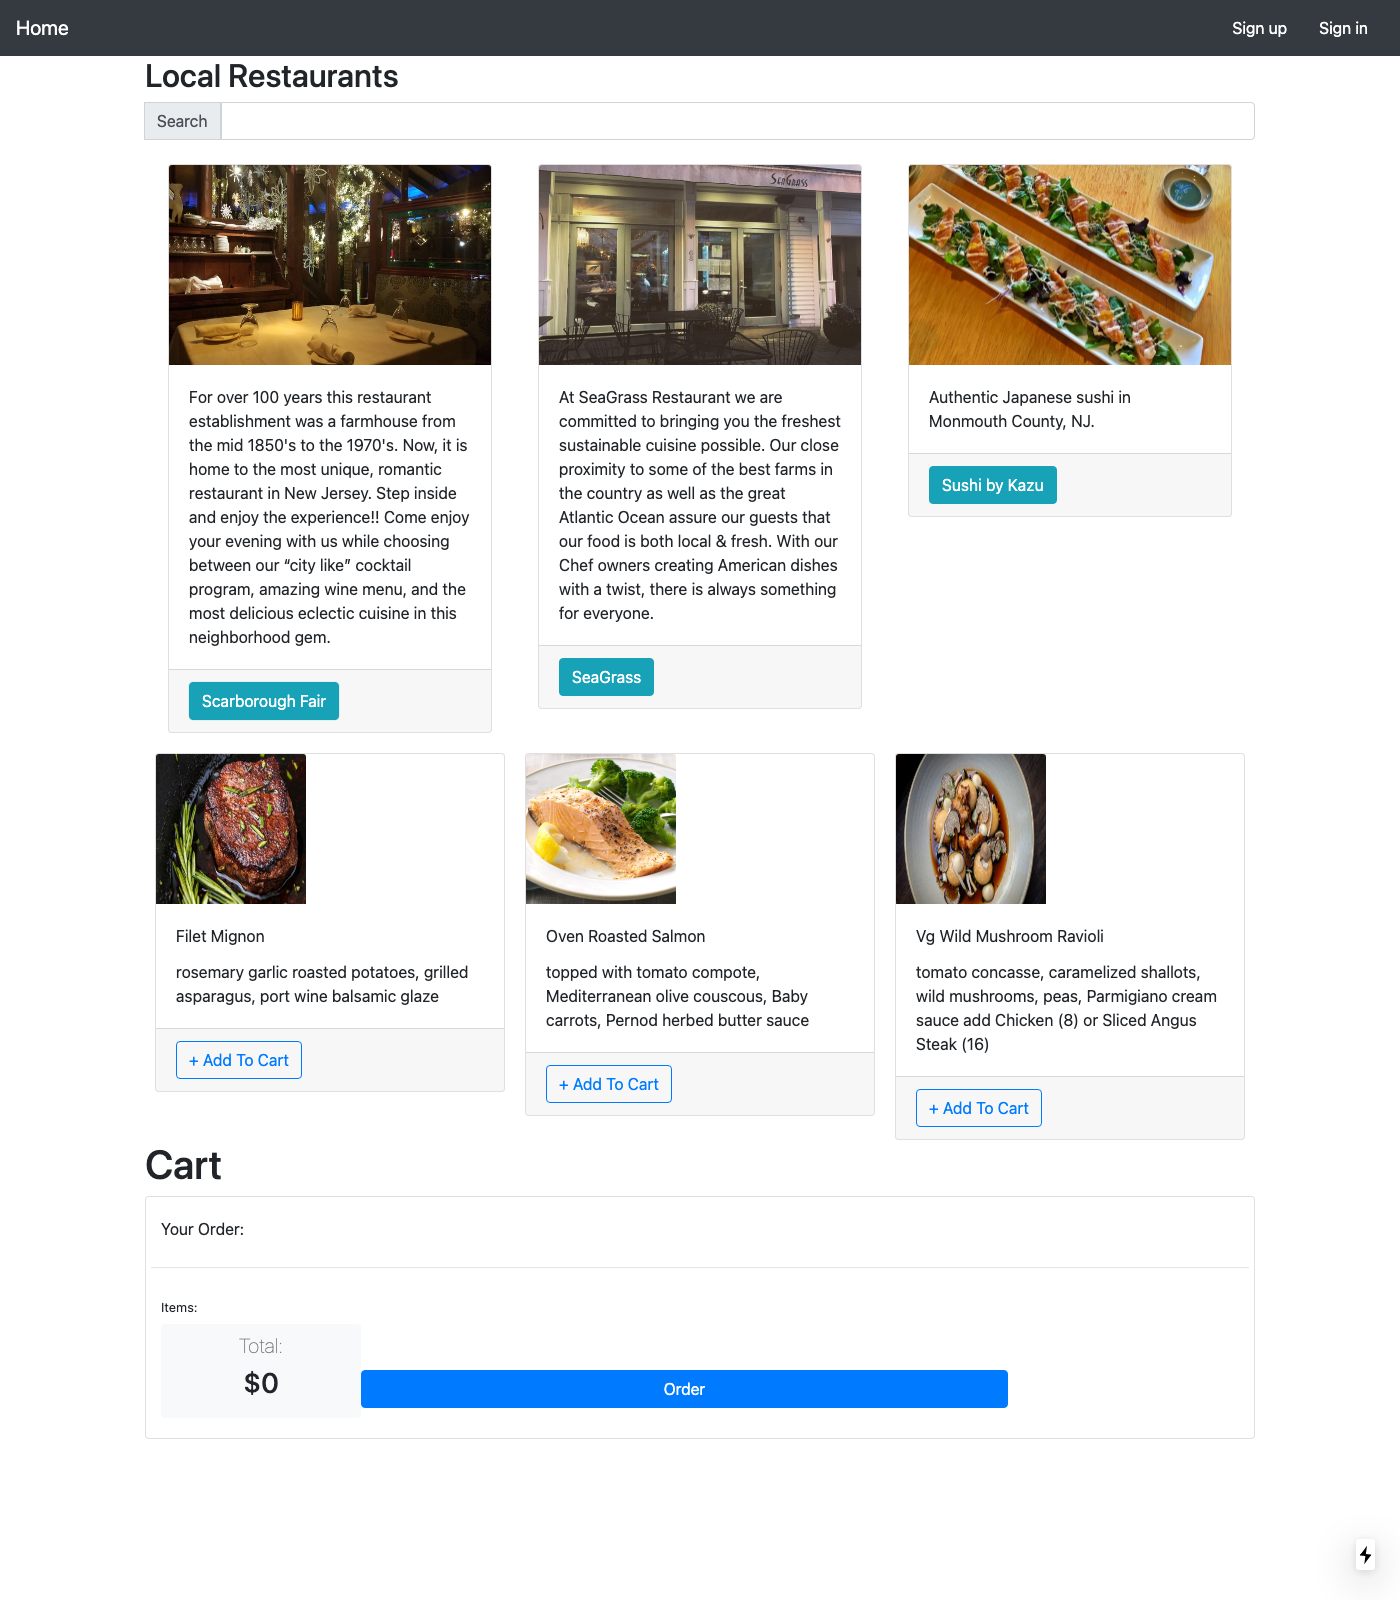 Home
Sign up
Sign in
Local Restaurants
Search
SeaGrass
For over 100 years this restaurant
establishment was a farmhouse from
the mid 1850's to the 1970's. Now, it is
home to the most unique, romantic
restaurant in New Jersey. Step inside
and enjoy the experience!! Come enjoy
your evening with us while choosing
between our “city like” cocktail
program, amazing wine menu, and the
most delicious eclectic cuisine in this
neighborhood gem.
Scarborough Fair
At SeaGrass Restaurant we are
committed to bringing you the freshest
sustainable cuisine possible. Our close
proximity to some of the best farms in
the country as well as the great
Atlantic Ocean assure our guests that
our food is both local & fresh. With our
Chef owners creating American dishes
with a twist, there is always something
for everyone.
SeaGrass
Authentic Japanese sushi in
Monmouth County, NJ.
Sushi by Kazu
Filet Mignon
rosemary garlic roasted potatoes, grilled
asparagus, port wine balsamic glaze
+ Add To Cart
Oven Roasted Salmon
topped with tomato compote,
Mediterranean olive couscous, Baby
carrots, Pernod herbed butter sauce
+ Add To Cart
Vg Wild Mushroom Ravioli
tomato concasse, caramelized shallots,
wild mushrooms, peas, Parmigiano cream
sauce add Chicken (8) or Sliced Angus
Steak (16)
+ Add To Cart
Cart
Your Order:
Items:
Total:
$0
Order